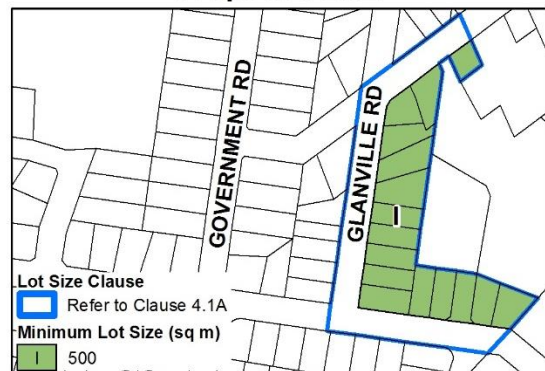 GOVERNMENT RD
GLANVILLE RD
I
Lot Size Clause
Refer to Clause 4.1A
Minimum Lot Size (sq m)
I 500